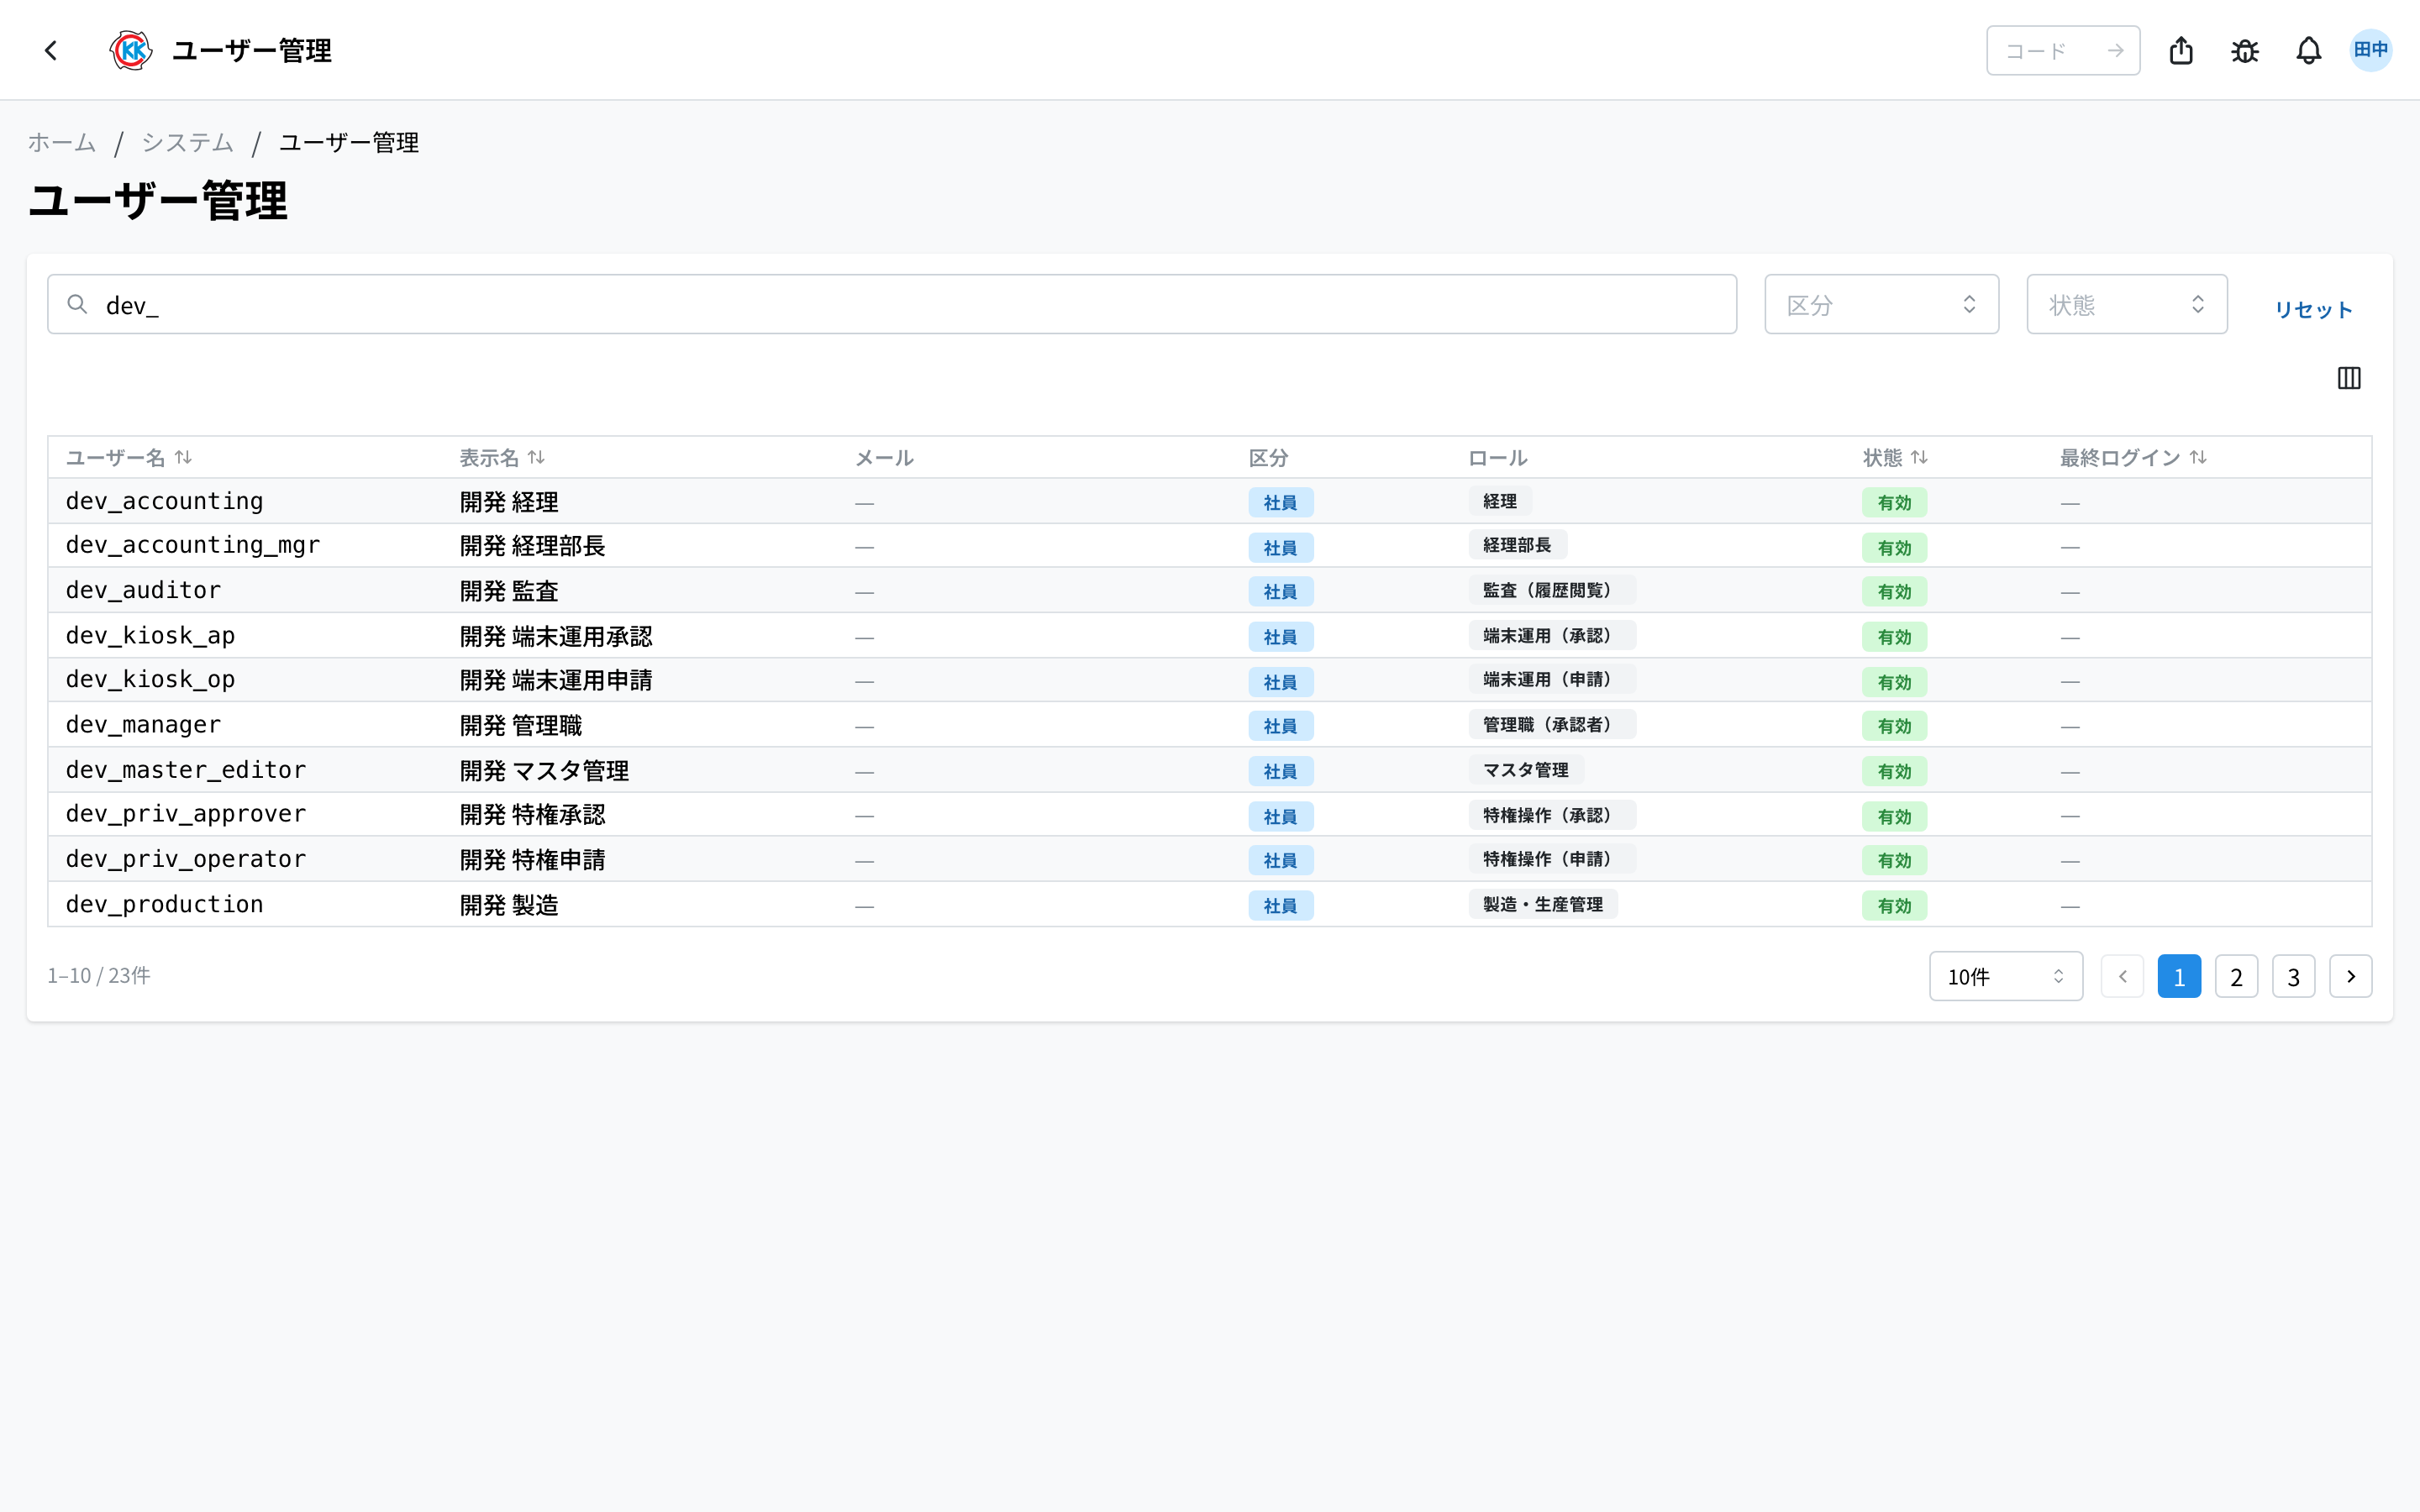 KK ユーザー管理 コード 田中
ホーム / システム / ユーザー管理
ユーザー管理
dev_ 区分 状態 リセット
ユーザー名 表示名 メール 区分 ロール 状態 最終ログイン
dev_accounting 開発 経理 — 社員 経理 有効 —
dev_accounting_mgr 開発 経理部長 — 社員 経理部長 有効 —
dev_auditor 開発 監査 — 社員 監査（履歴閲覧） 有効 —
dev_kiosk_ap 開発 端末運用承認 — 社員 端末運用（承認） 有効 —
dev_kiosk_op 開発 端末運用申請 — 社員 端末運用（申請） 有効 —
dev_manager 開発 管理職 — 社員 管理職（承認者） 有効 —
dev_master_editor 開発 マスタ管理 — 社員 マスタ管理 有効 —
dev_priv_approver 開発 特権承認 — 社員 特権操作（承認） 有効 —
dev_priv_operator 開発 特権申請 — 社員 特権操作（申請） 有効 —
dev_production 開発 製造 — 社員 製造・生産管理 有効 —
1–10 / 23件 10件 1 2 3